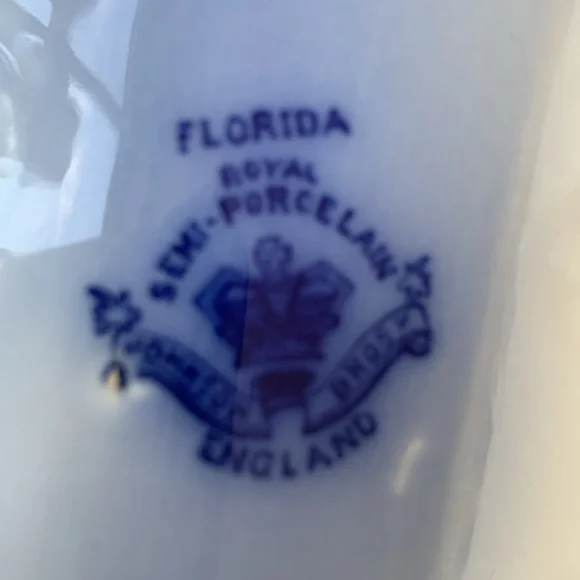 FLORIDA
ROYAL
SEMI-PORCELAIN
JOHNSON BROS
ENGLAND